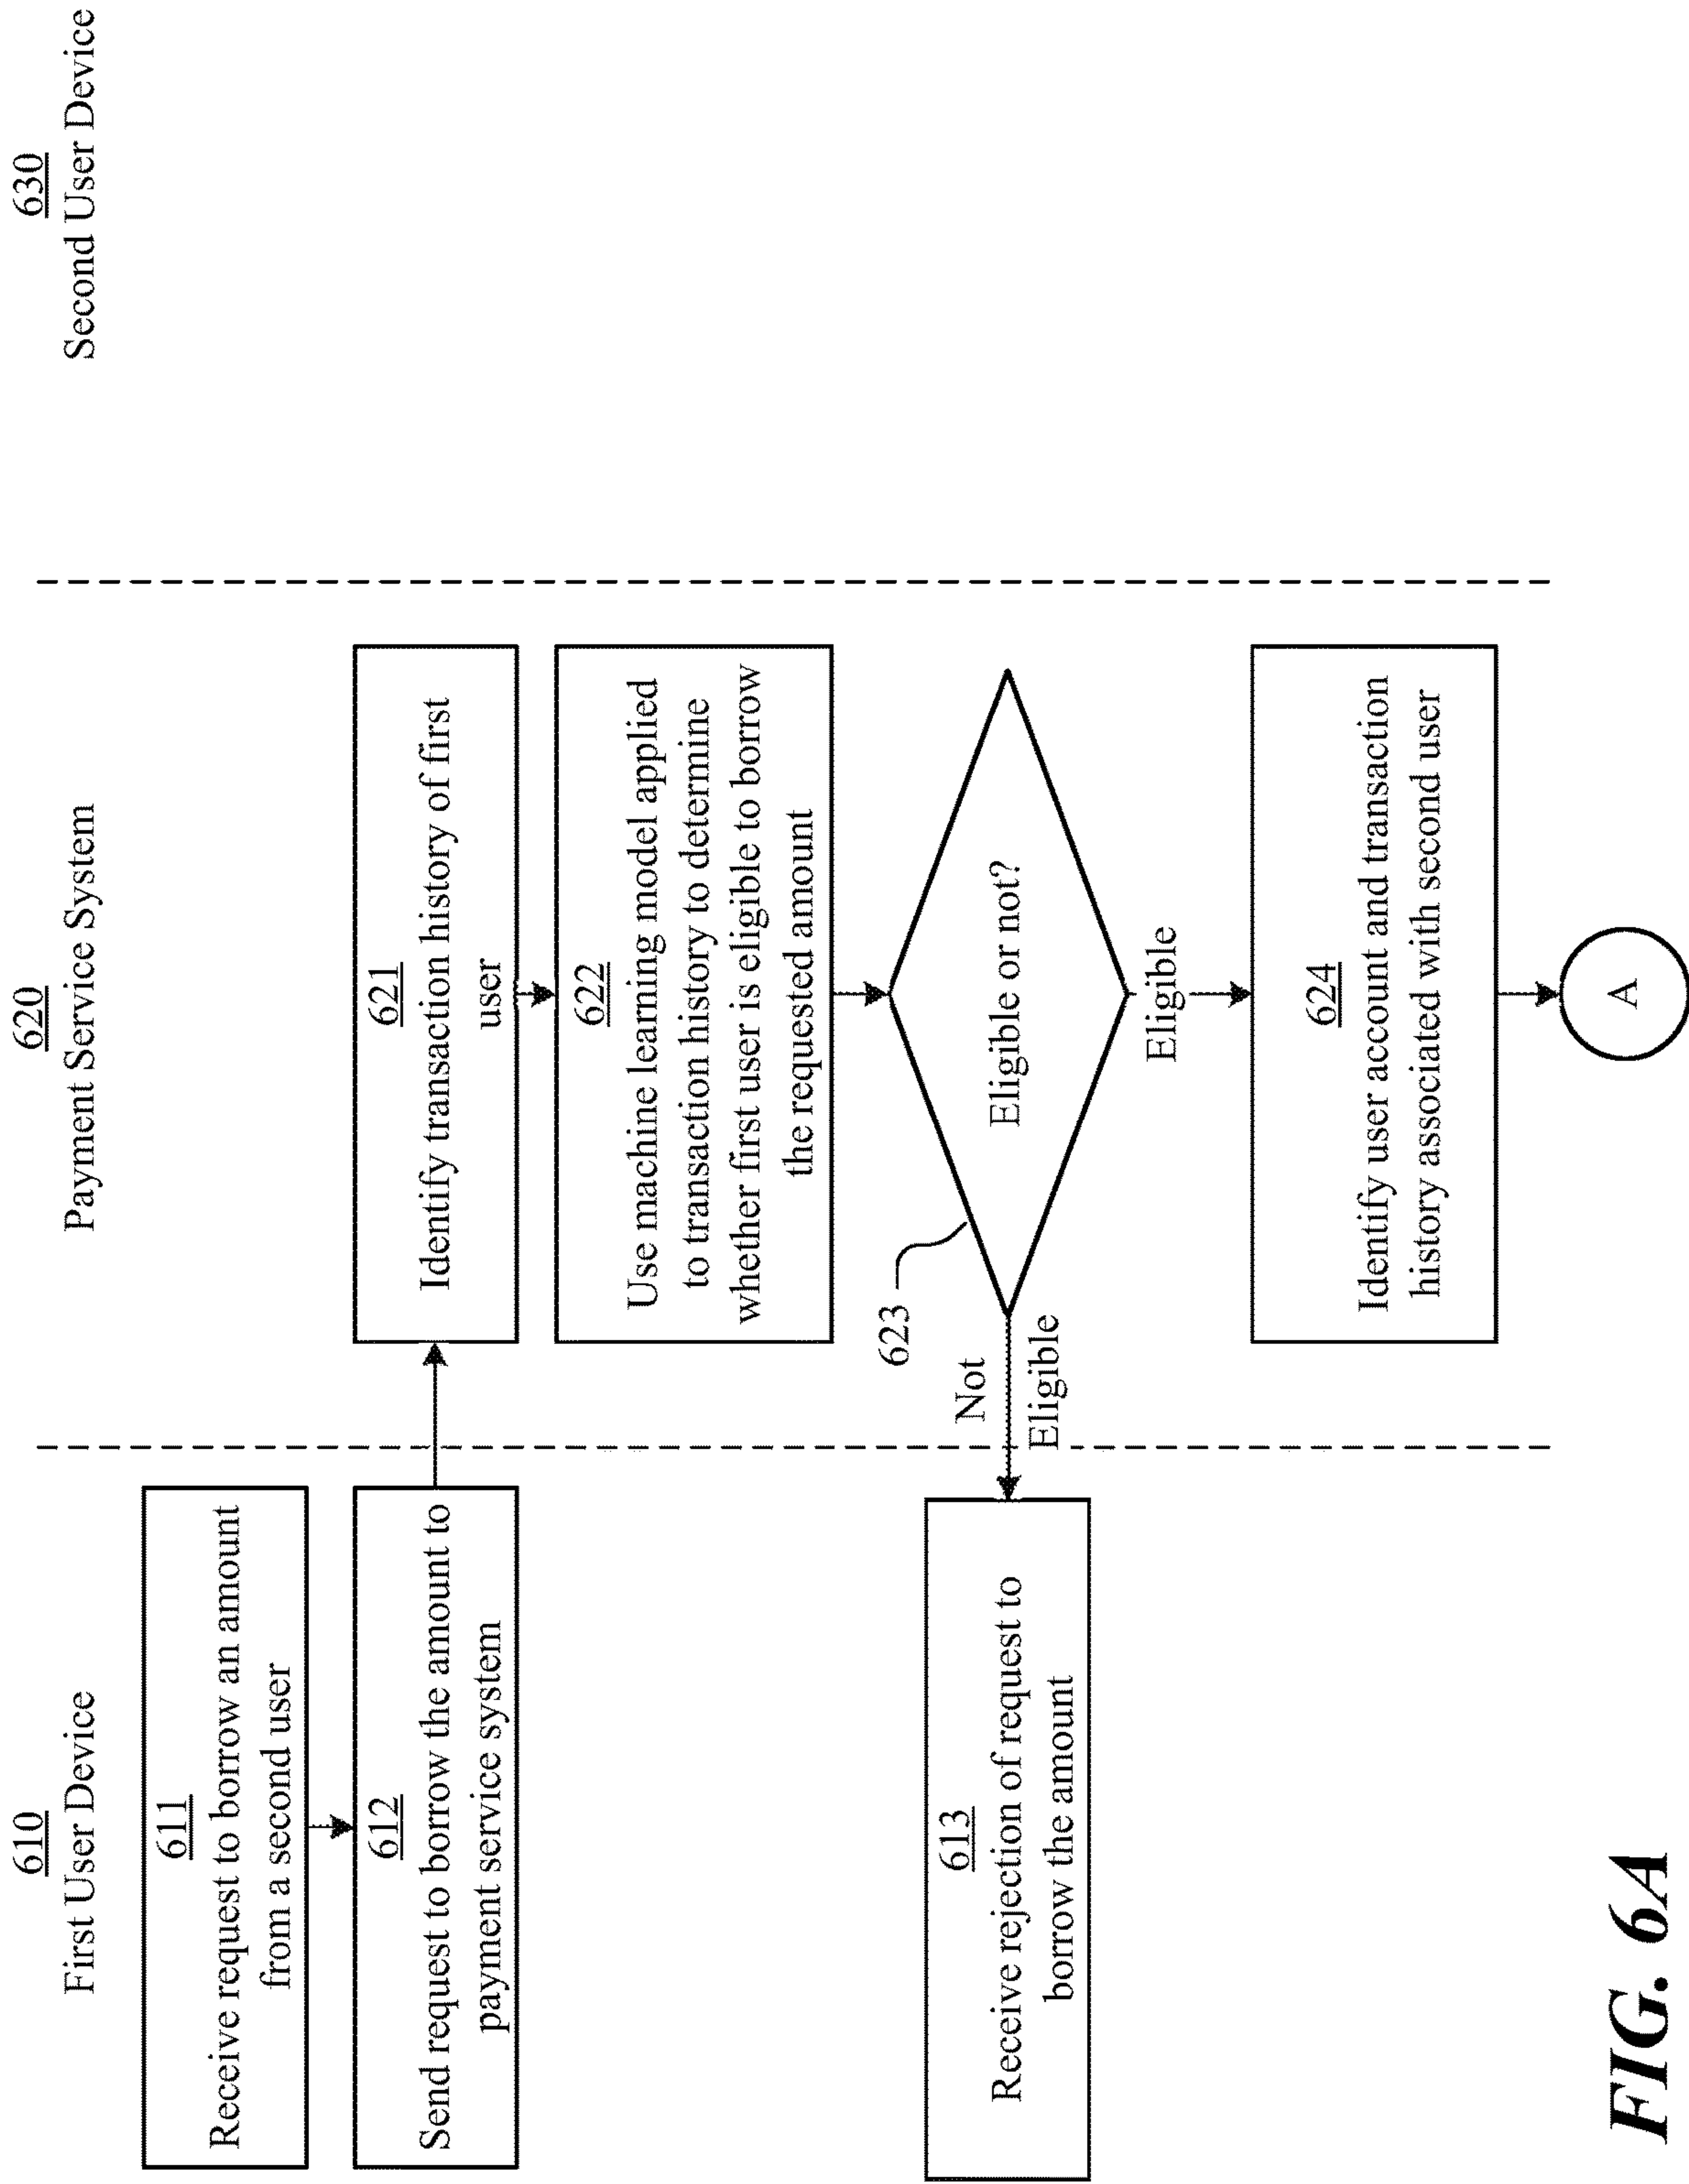 610
First User Device
620
Payment Service System
630
Second User Device
611
Receive request to borrow an amount
from a second user
612
Send request to borrow the amount to
payment service system
621
Identify transaction history of first
user
622
Use machine learning model applied
to transaction history to determine
whether first user is eligible to borrow
the requested amount
623
Eligible or not?
Not
Eligible
613
Receive rejection of request to
borrow the amount
Eligible
624
Identify user account and transaction
history associated with second user
A
FIG. 6A